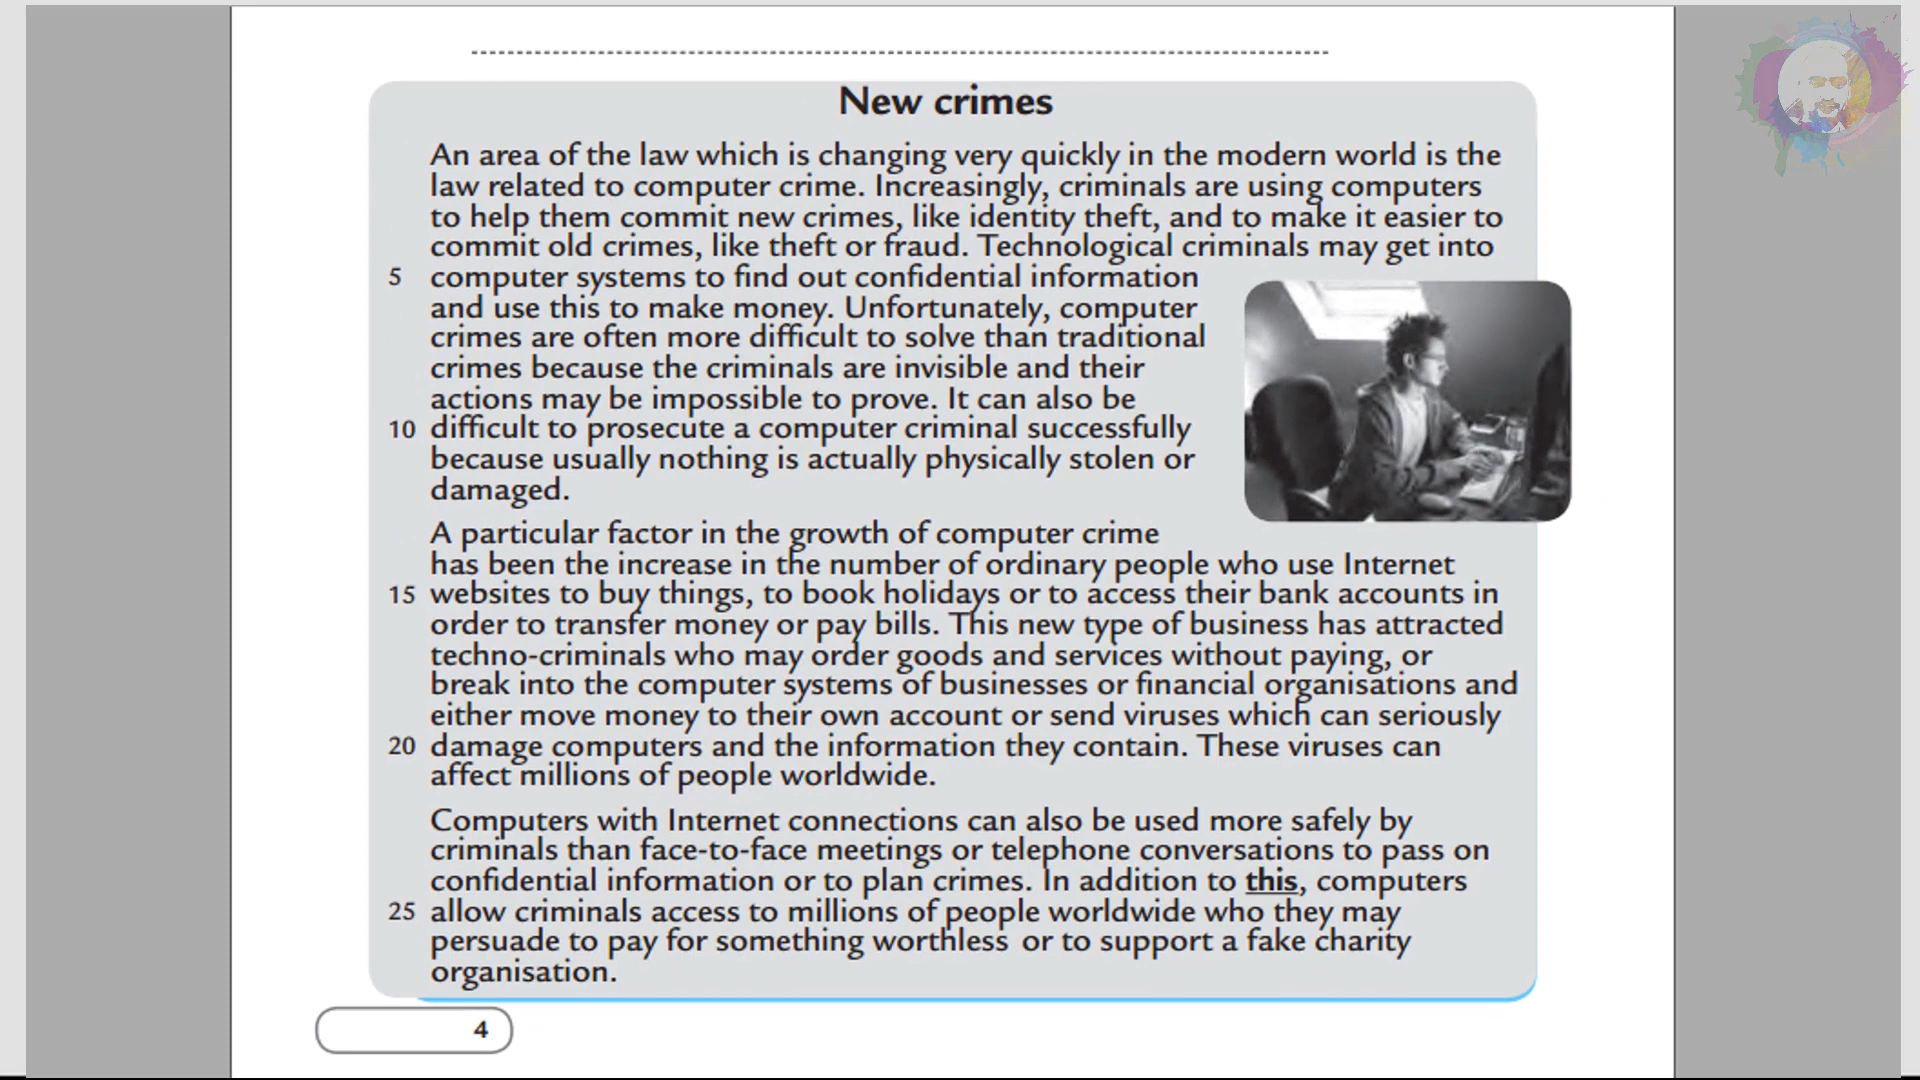 New crimes
An area of the law which is changing very quickly in the modern world is the
law related to computer crime. Increasingly, criminals are using computers
to help them commit new crimes, like identity theft, and to make it easier to
commit old crimes, like theft or fraud. Technological criminals may get into
5 computer systems to find out confidential information
and use this to make money. Unfortunately, computer
crimes are often more difficult to solve than traditional
crimes because the criminals are invisible and their
actions may be impossible to prove. It can also be
10 difficult to prosecute a computer criminal successfully
because usually nothing is actually physically stolen or
damaged.
A particular factor in the growth of computer crime
has been the increase in the number of ordinary people who use Internet
15 websites to buy things, to book holidays or to access their bank accounts in
order to transfer money or pay bills. This new type of business has attracted
techno-criminals who may order goods and services without paying, or
break into the computer systems of businesses or financial organisations and
either move money to their own account or send viruses which can seriously
20 damage computers and the information they contain. These viruses can
affect millions of people worldwide.
Computers with Internet connections can also be used more safely by
criminals than face-to-face meetings or telephone conversations to pass on
confidential information or to plan crimes. In addition to this, computers
25 allow criminals access to millions of people worldwide who they may
persuade to pay for something worthless or to support a fake charity
organisation.
4